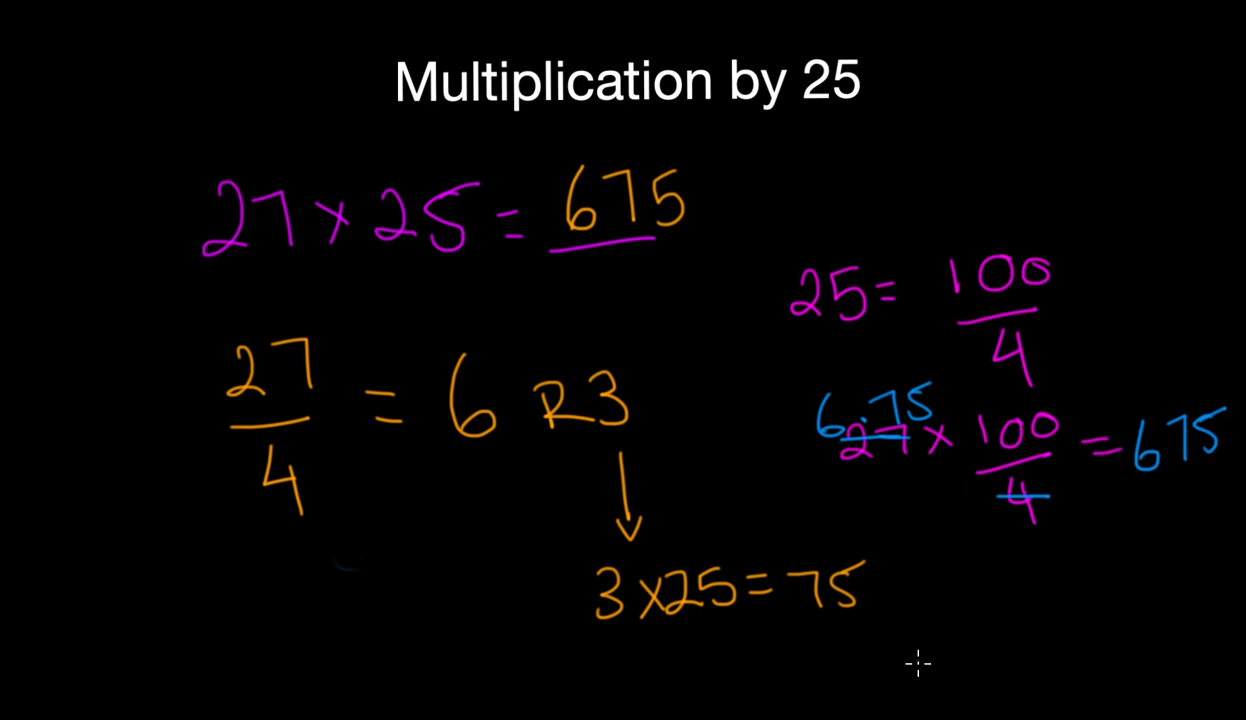 Multiplication by 25
27 × 25 = 675
25 = 100/4
27/4 = 6 R3
6.75
27 × 100/4 = 675
3 × 25 = 75